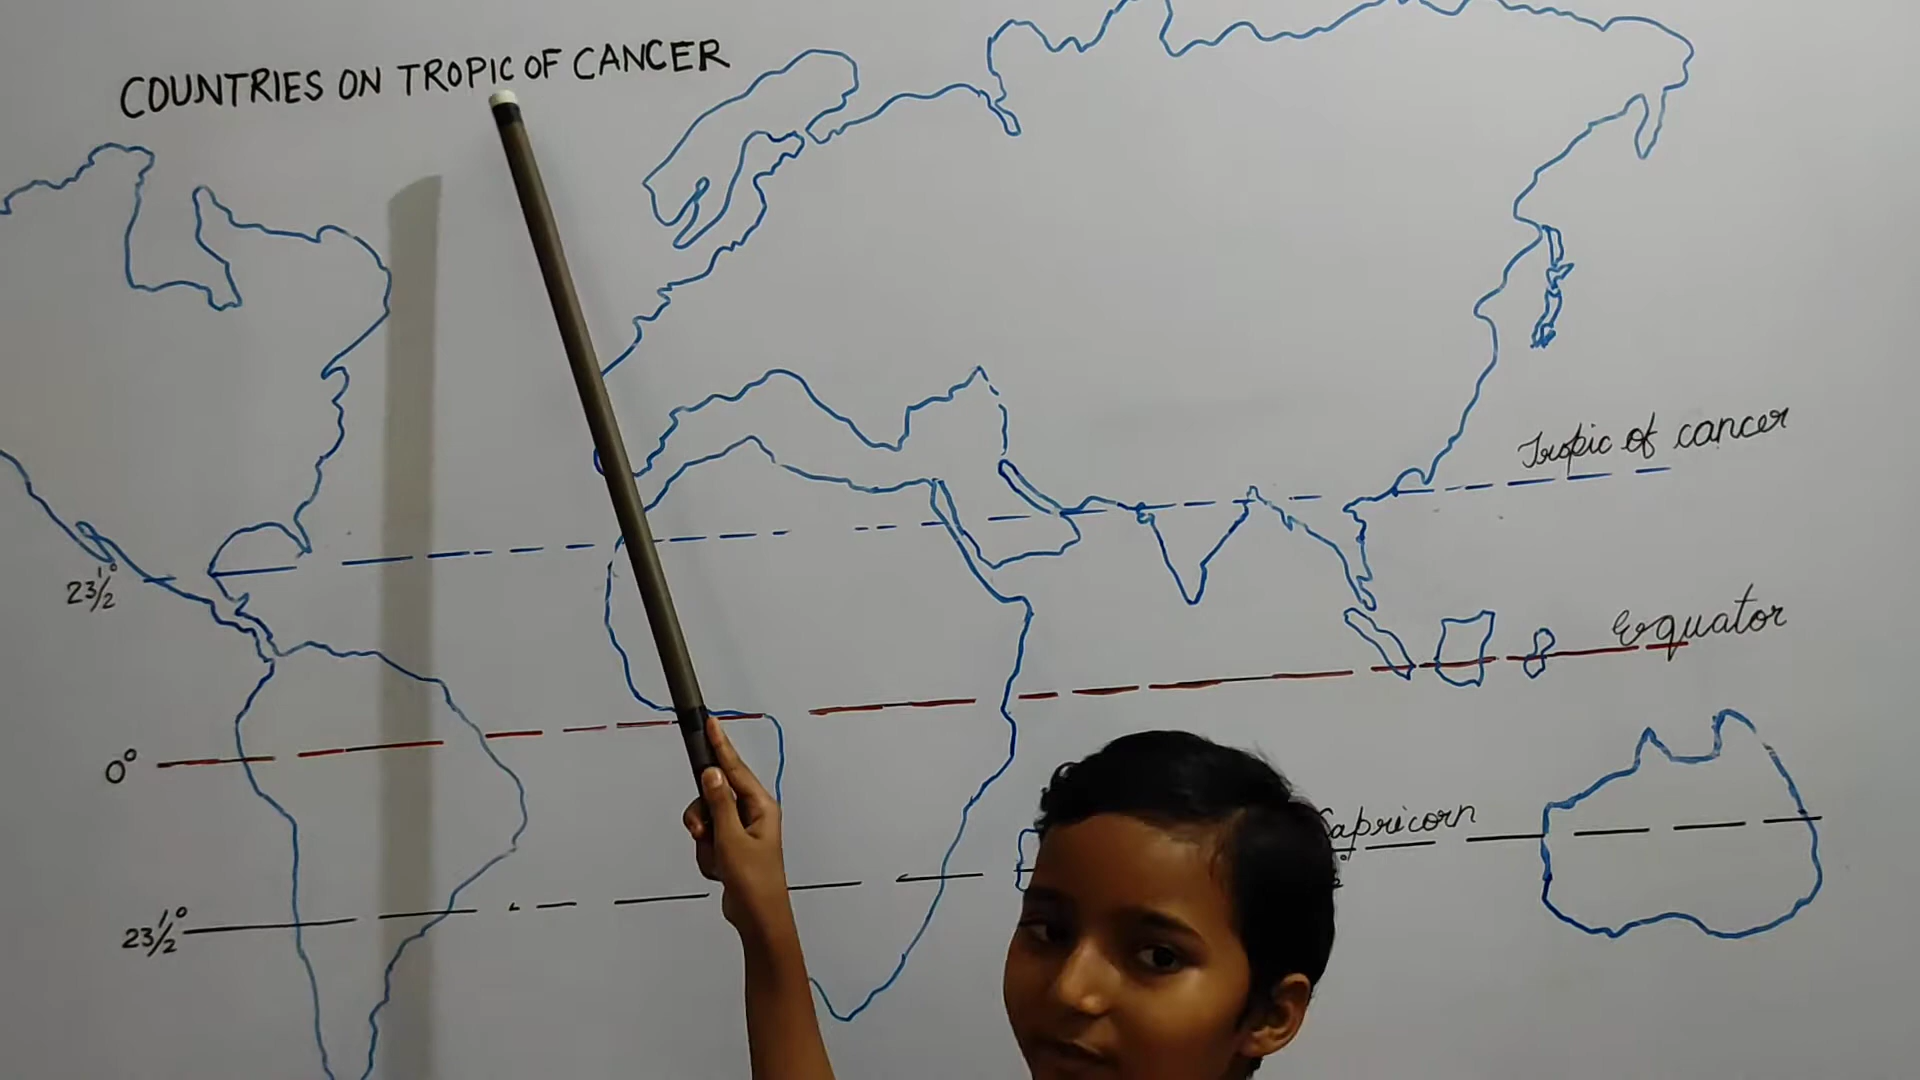 COUNTRIES ON TROPIC OF CANCER
Tropic of cancer
23½°
Equator
0°
Capricorn
23½°